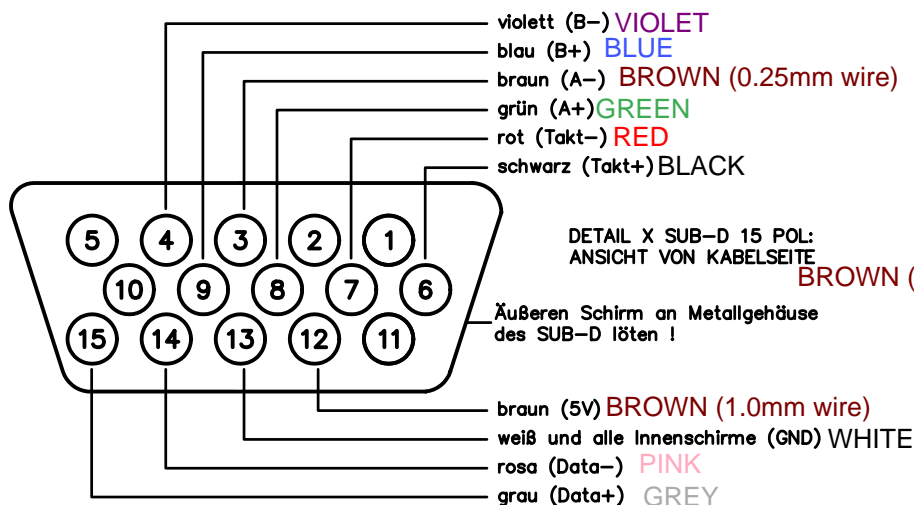 violett (B-) VIOLET
blau (B+) BLUE
braun (A-) BROWN (0.25mm wire)
grün (A+) GREEN
rot (Takt-) RED
schwarz (Takt+) BLACK
5 4 3 2 1
DETAIL X SUB-D 15 POL:
ANSICHT VON KABELSEITE
BROWN (
10 9 8 7 6
Äußeren Schirm an Metallgehäuse
des SUB-D löten !
15 14 13 12 11
braun (5V) BROWN (1.0mm wire)
weiß und alle Innenschirme (GND) WHITE
rosa (Data-) PINK
grau (Data+) GREY